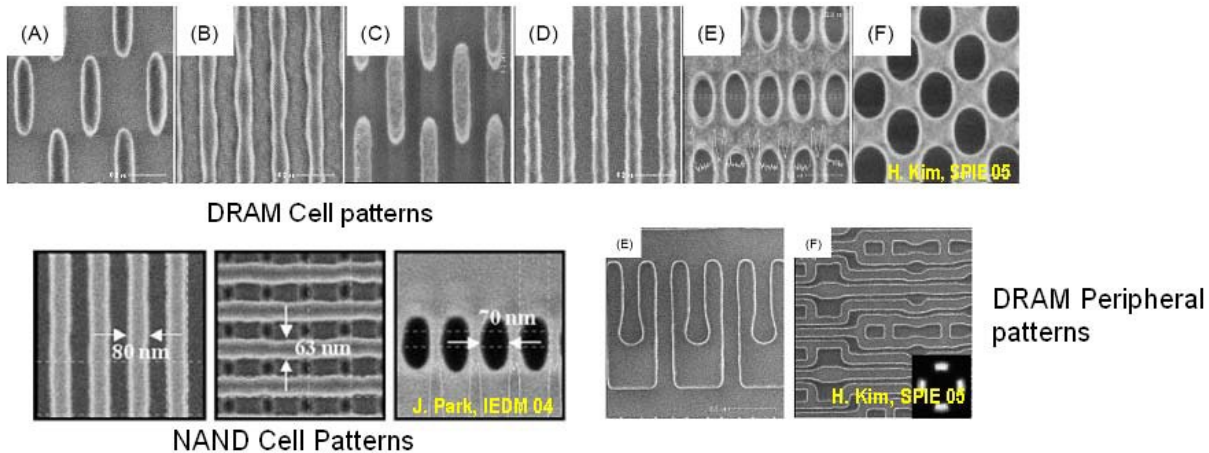 (A)
(B)
(C)
(D)
(E)
(F)
H. Kim, SPIE 05
DRAM Cell patterns
80 nm
63 nm
70 nm
J. Park, IEDM 04
NAND Cell Patterns
(E)
(F)
H. Kim, SPIE 05
DRAM Peripheral
patterns